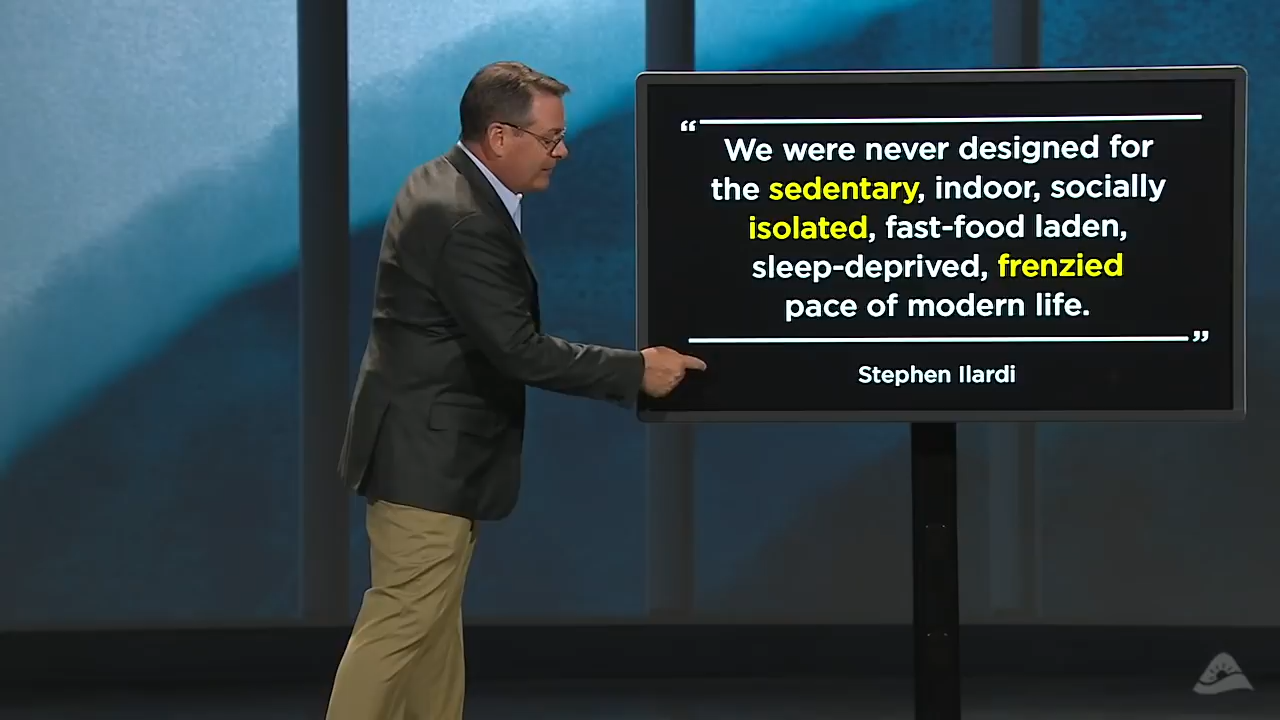 “
We were never designed for
the sedentary, indoor, socially
isolated, fast-food laden,
sleep-deprived, frenzied
pace of modern life.
”
Stephen Ilardi